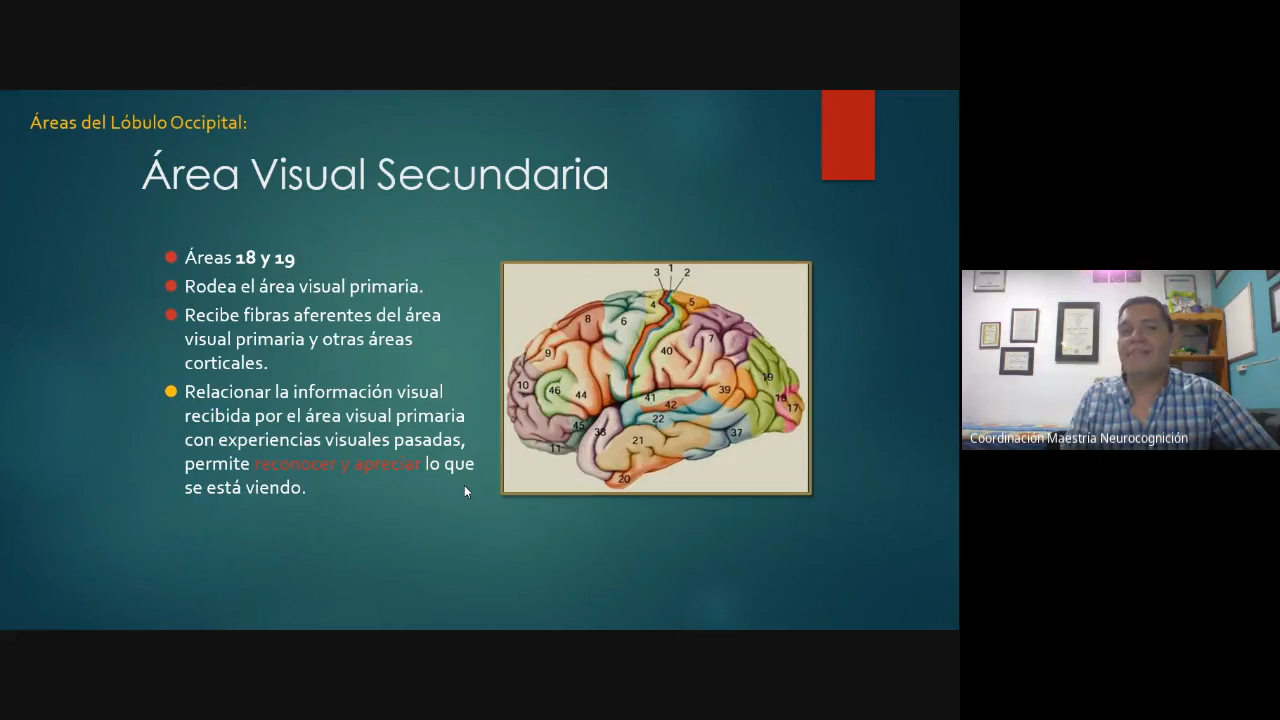 Áreas del Lóbulo Occipital:
Área Visual Secundaria
Áreas 18 y 19
Rodea el área visual primaria.
Recibe fibras aferentes del área
visual primaria y otras áreas
corticales.
Relacionar la información visual
recibida por el área visual primaria
con experiencias visuales pasadas,
permite reconocer y apreciar lo que
se está viendo.
3 1 2
4 5
8 6
7
9 40
19
10 46 44 39 18
41
42 17
22
45 38 37
21
11
20
Coordinación Maestría Neurocognición